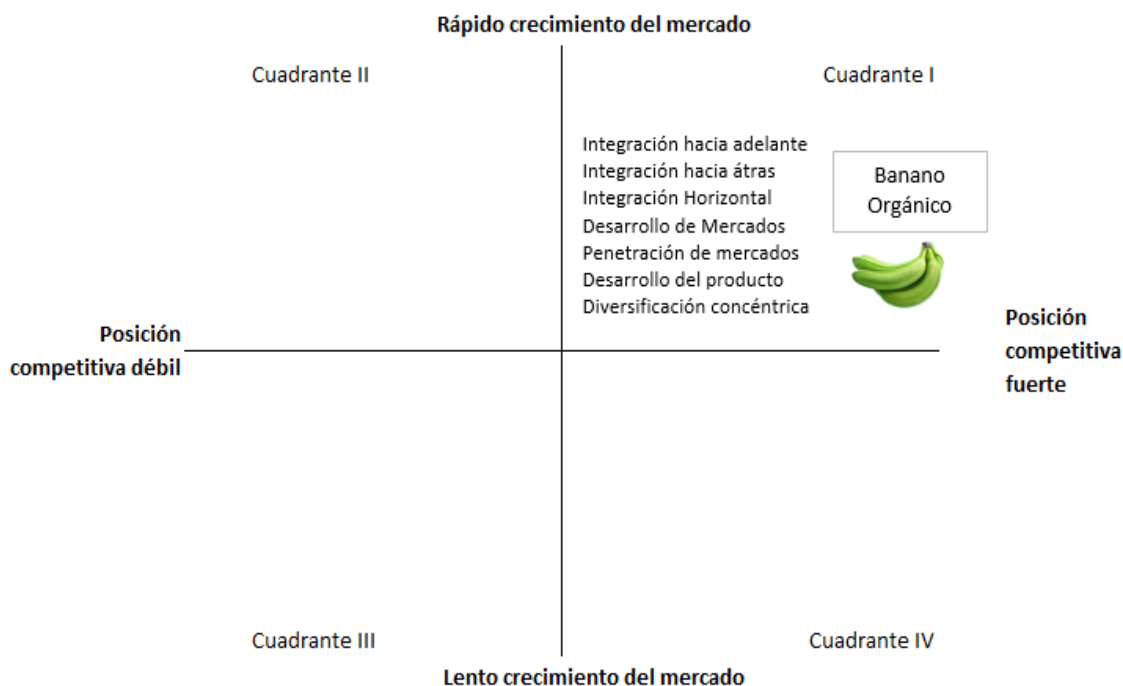 Rápido crecimiento del mercado
Cuadrante II
Cuadrante I
Integración hacia adelante
Integración hacia átras
Integración Horizontal
Desarrollo de Mercados
Penetración de mercados
Desarrollo del producto
Diversificación concéntrica
Banano
Orgánico
Posición
competitiva débil
Posición
competitiva
fuerte
Cuadrante III
Cuadrante IV
Lento crecimiento del mercado